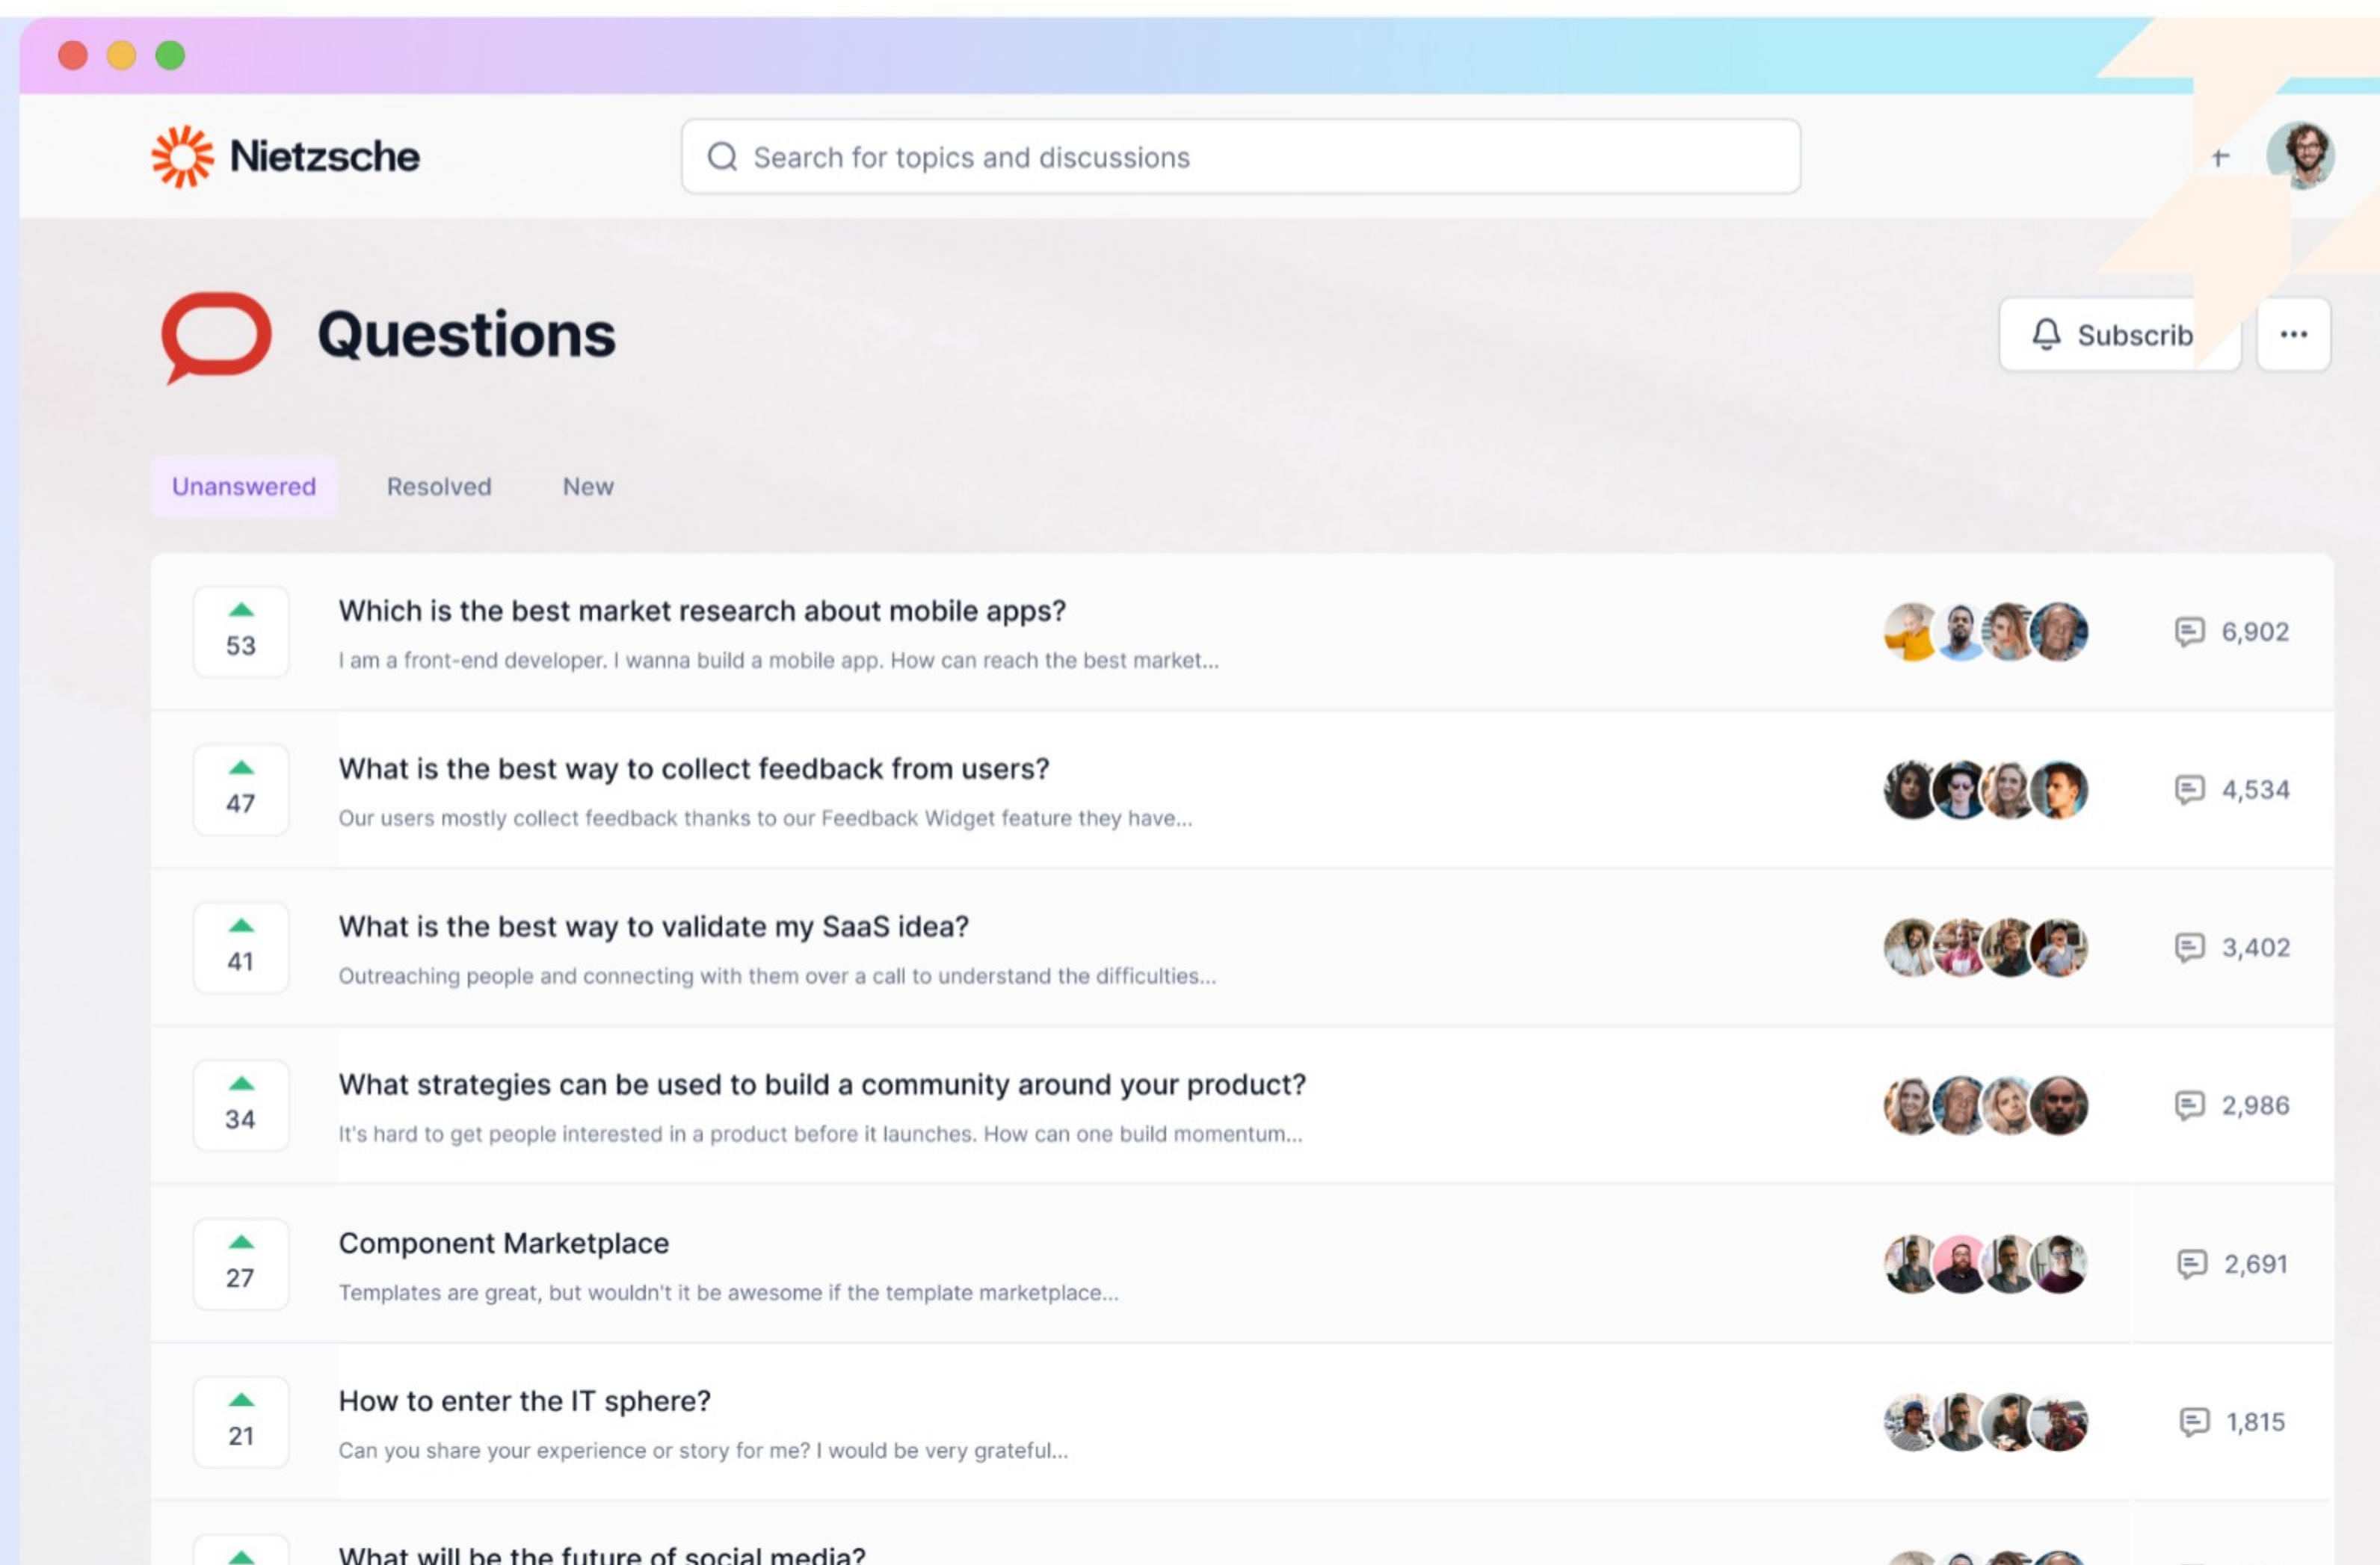 Nietzsche
Search for topics and discussions
+
Questions
Subscrib
...
Unanswered
Resolved
New
53
Which is the best market research about mobile apps?
I am a front-end developer. I wanna build a mobile app. How can reach the best market...
6,902
47
What is the best way to collect feedback from users?
Our users mostly collect feedback thanks to our Feedback Widget feature they have...
4,534
41
What is the best way to validate my SaaS idea?
Outreaching people and connecting with them over a call to understand the difficulties...
3,402
34
What strategies can be used to build a community around your product?
It's hard to get people interested in a product before it launches. How can one build momentum...
2,986
27
Component Marketplace
Templates are great, but wouldn't it be awesome if the template marketplace...
2,691
21
How to enter the IT sphere?
Can you share your experience or story for me? I would be very grateful...
1,815
What will be the future of social media?